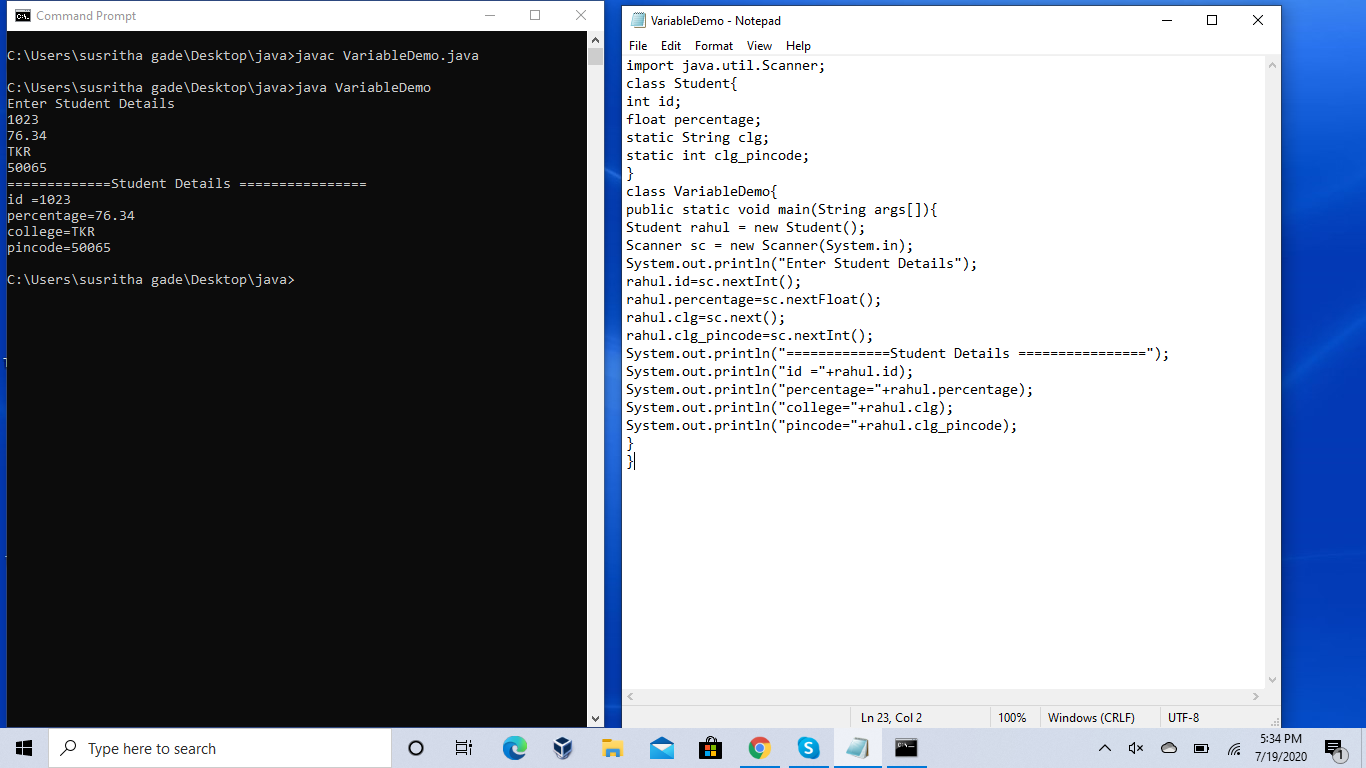 Command Prompt
C:\Users\susritha gade\Desktop\java>javac VariableDemo.java
C:\Users\susritha gade\Desktop\java>java VariableDemo
Enter Student Details
1023
76.34
TKR
50065
=============Student Details ================
id =1023
percentage=76.34
college=TKR
pincode=50065
C:\Users\susritha gade\Desktop\java>
VariableDemo - Notepad
File Edit Format View Help
import java.util.Scanner;
class Student{
int id;
float percentage;
static String clg;
static int clg_pincode;
}
class VariableDemo{
public static void main(String args[]){
Student rahul = new Student();
Scanner sc = new Scanner(System.in);
System.out.println("Enter Student Details");
rahul.id=sc.nextInt();
rahul.percentage=sc.nextFloat();
rahul.clg=sc.next();
rahul.clg_pincode=sc.nextInt();
System.out.println("=============Student Details ================");
System.out.println("id ="+rahul.id);
System.out.println("percentage="+rahul.percentage);
System.out.println("college="+rahul.clg);
System.out.println("pincode="+rahul.clg_pincode);
}
}
Ln 23, Col 2 100% Windows (CRLF) UTF-8
Type here to search
5:34 PM
7/19/2020
1